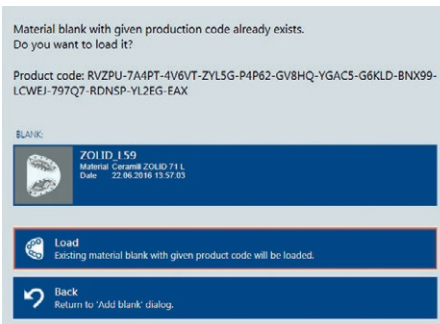 Material blank with given production code already exists.
Do you want to load it?
Product code: RVZPU-7A4PT-4V6VT-ZYL5G-P4P62-GV8HQ-YGAC5-G6KLD-BNX99-
LCWEJ-797Q7-RDNSP-YL2EG-EAX
BLANK:
ZOLID_L59
Material Ceramill ZOLID 71 L
Date 22.06.2016 13:57.03
Load
Existing material blank with given product code will be loaded.
Back
Return to 'Add blank' dialog.